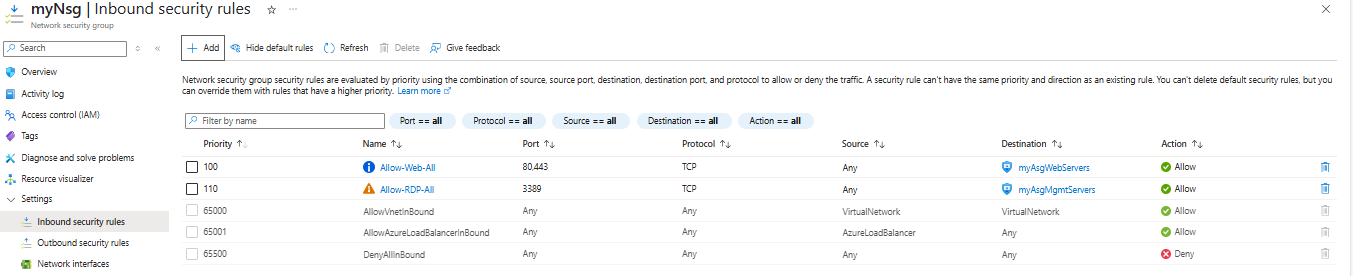 myNsg | Inbound security rules ☆ ···
Network security group
Search
Overview
Activity log
Access control (IAM)
Tags
Diagnose and solve problems
Resource visualizer
Settings
Inbound security rules
Outbound security rules
Network interfaces
Add Hide default rules Refresh Delete Give feedback
Network security group security rules are evaluated by priority using the combination of source, source port, destination, destination port, and protocol to allow or deny the traffic. A security rule can't have the same priority and direction as an existing rule. You can't delete default security rules, but you
can override them with rules that have a higher priority. Learn more
Filter by name Port == all Protocol == all Source == all Destination == all Action == all
Priority Name Port Protocol Source Destination Action
100 Allow-Web-All 80,443 TCP Any myAsgWebServers Allow
110 Allow-RDP-All 3389 TCP Any myAsgMgmtServers Allow
65000 AllowVnetInBound Any Any VirtualNetwork VirtualNetwork Allow
65001 AllowAzureLoadBalancerInBound Any Any AzureLoadBalancer Any Allow
65500 DenyAllInBound Any Any Any Any Deny